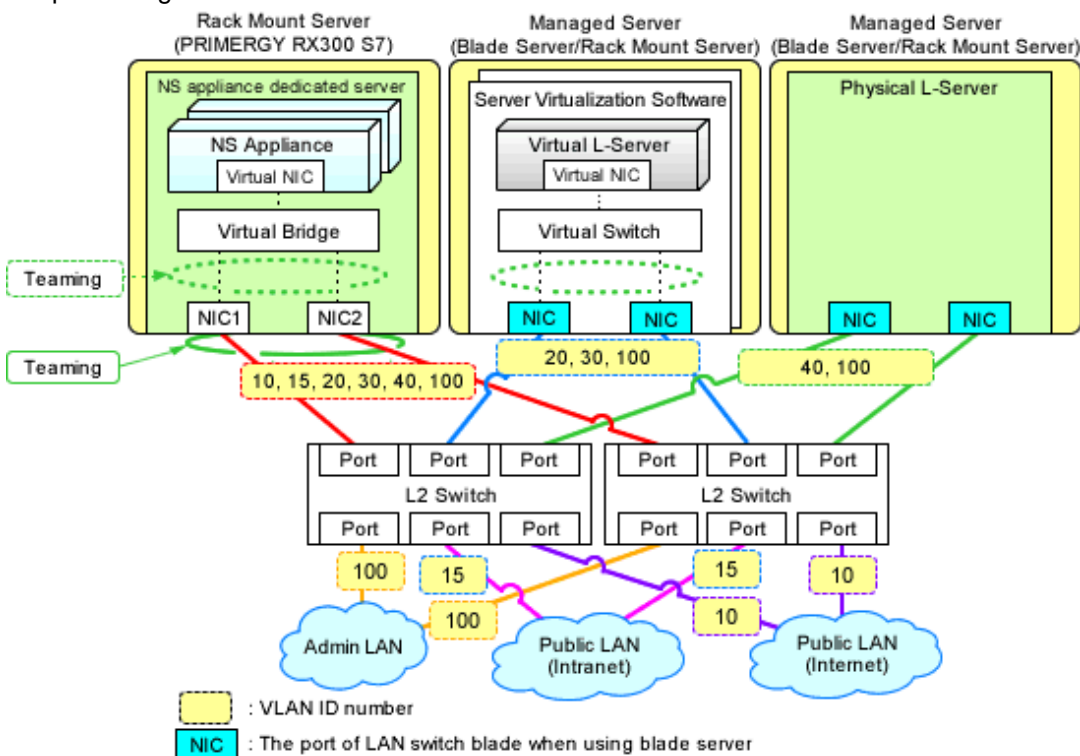 Rack Mount Server
(PRIMERGY RX300 S7)
Managed Server
(Blade Server/Rack Mount Server)
Managed Server
(Blade Server/Rack Mount Server)
NS appliance dedicated server
NS Appliance
Virtual NIC
Virtual Bridge
Server Virtualization Software
Virtual L-Server
Virtual NIC
Virtual Switch
Physical L-Server
Teaming
NIC1
NIC2
NIC
NIC
NIC
NIC
Teaming
10, 15, 20, 30, 40, 100
20, 30, 100
40, 100
Port
Port
Port
Port
Port
Port
L2 Switch
L2 Switch
Port
Port
Port
Port
Port
Port
100
15
15
10
100
10
Admin LAN
Public LAN
(Intranet)
Public LAN
(Internet)
: VLAN ID number
NIC : The port of LAN switch blade when using blade server